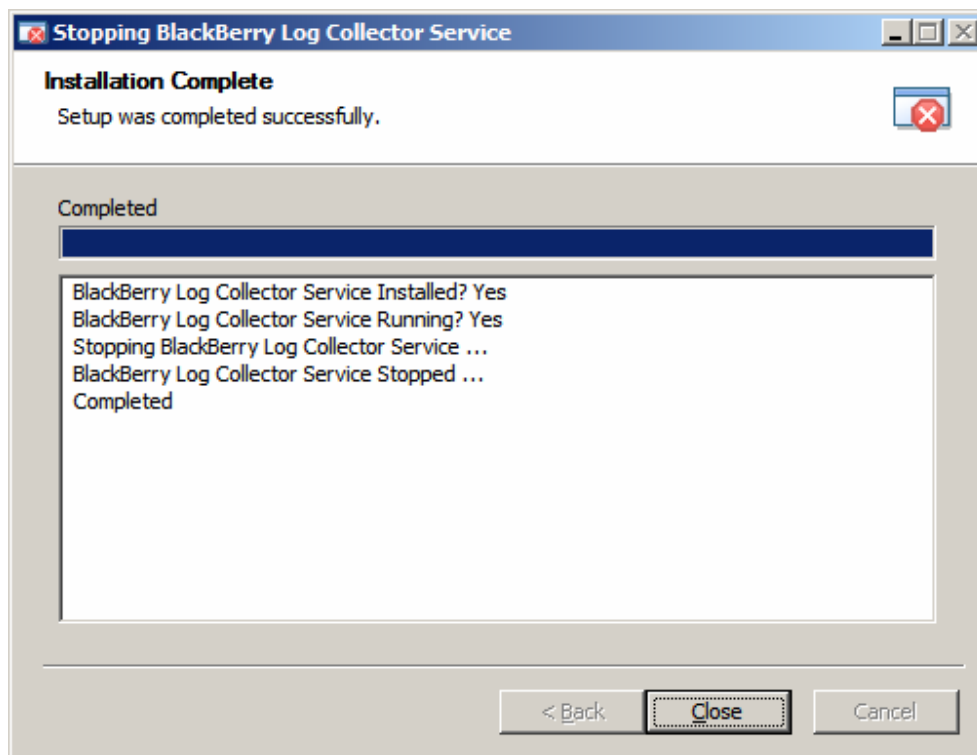 Stopping BlackBerry Log Collector Service
Installation Complete
Setup was completed successfully.
Completed
BlackBerry Log Collector Service Installed? Yes
BlackBerry Log Collector Service Running? Yes
Stopping BlackBerry Log Collector Service ...
BlackBerry Log Collector Service Stopped ...
Completed
< Back Close Cancel